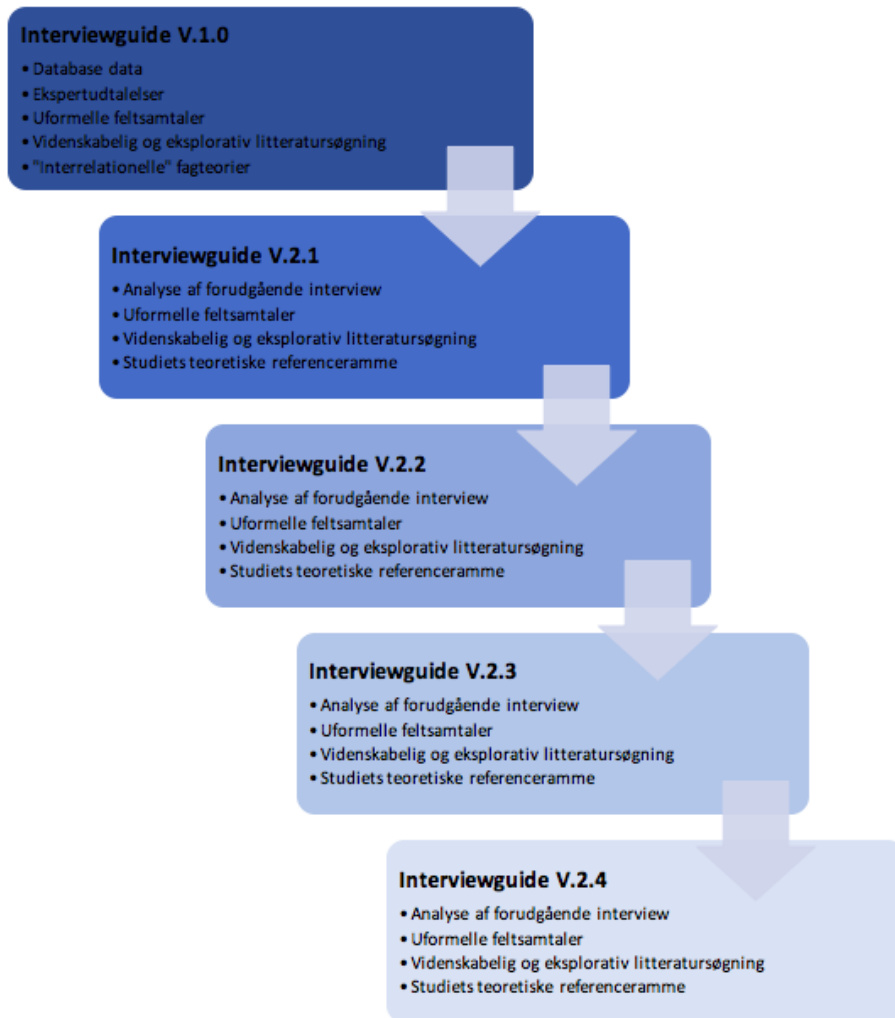 Interviewguide V.1.0
• Database data
• Ekspertudtalelser
• Uformelle feltsamtaler
• Videnskabelig og eksplorativ litteratursøgning
• "Interrelationelle" fagteorier
Interviewguide V.2.1
• Analyse af forudgående interview
• Uformelle feltsamtaler
• Videnskabelig og eksplorativ litteratursøgning
• Studiets teoretiske referenceramme
Interviewguide V.2.2
• Analyse af forudgående interview
• Uformelle feltsamtaler
• Videnskabelig og eksplorativ litteratursøgning
• Studiets teoretiske referenceramme
Interviewguide V.2.3
• Analyse af forudgående interview
• Uformelle feltsamtaler
• Videnskabelig og eksplorativ litteratursøgning
• Studiets teoretiske referenceramme
Interviewguide V.2.4
• Analyse af forudgående interview
• Uformelle feltsamtaler
• Videnskabelig og eksplorativ litteratursøgning
• Studiets teoretiske referenceramme